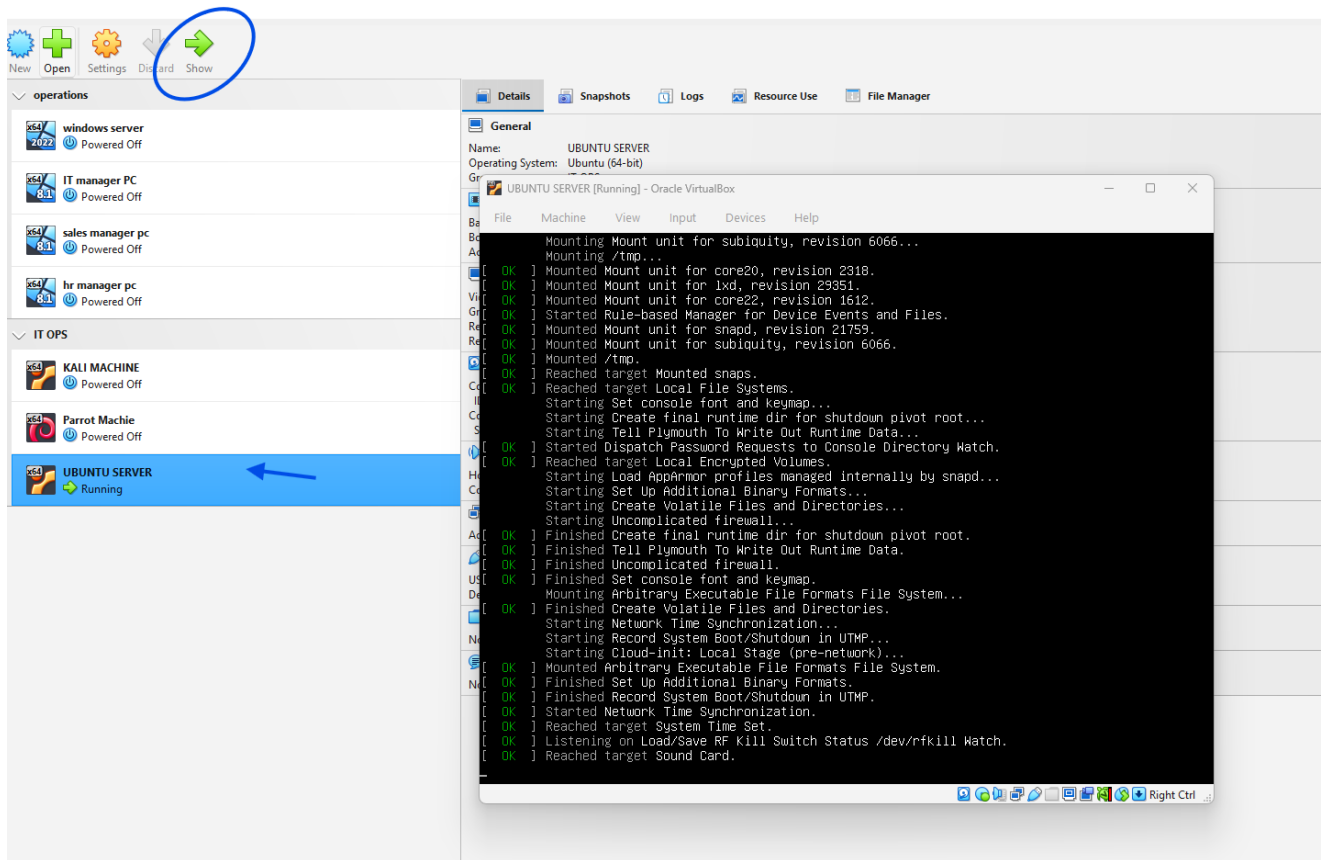 New Open Settings Discard Show
operations
windows server
Powered Off
IT manager PC
Powered Off
sales manager pc
Powered Off
hr manager pc
Powered Off
IT OPS
KALI MACHINE
Powered Off
Parrot Machie
Powered Off
UBUNTU SERVER
Running
Details Snapshots Logs Resource Use File Manager
General
Name: UBUNTU SERVER
Operating System: Ubuntu (64-bit)
UBUNTU SERVER [Running] - Oracle VirtualBox
File Machine View Input Devices Help
Mounting Mount unit for subiquity, revision 6066...
Mounting /tmp...
[ OK ] Mounted Mount unit for core20, revision 2318.
[ OK ] Mounted Mount unit for lxd, revision 29351.
[ OK ] Mounted Mount unit for core22, revision 1612.
[ OK ] Started Rule-based Manager for Device Events and Files.
[ OK ] Mounted Mount unit for snapd, revision 21759.
[ OK ] Mounted Mount unit for subiquity, revision 6066.
[ OK ] Mounted /tmp.
[ OK ] Reached target Mounted snaps.
[ OK ] Reached target Local File Systems.
Starting Set console font and keymap...
Starting Create final runtime dir for shutdown pivot root...
Starting Tell Plymouth To Write Out Runtime Data...
[ OK ] Started Dispatch Password Requests to Console Directory Watch.
[ OK ] Reached target Local Encrypted Volumes.
Starting Load AppArmor profiles managed internally by snapd...
Starting Set Up Additional Binary Formats...
Starting Create Volatile Files and Directories...
Starting Uncomplicated firewall...
[ OK ] Finished Create final runtime dir for shutdown pivot root.
[ OK ] Finished Tell Plymouth To Write Out Runtime Data.
[ OK ] Finished Uncomplicated firewall.
[ OK ] Finished Set console font and keymap.
Mounting Arbitrary Executable File Formats File System...
[ OK ] Finished Create Volatile Files and Directories.
Starting Network Time Synchronization...
Starting Record System Boot/Shutdown in UTMP...
Starting Cloud-init: Local Stage (pre-network)...
[ OK ] Mounted Arbitrary Executable File Formats File System.
[ OK ] Finished Set Up Additional Binary Formats.
[ OK ] Finished Record System Boot/Shutdown in UTMP.
[ OK ] Started Network Time Synchronization.
[ OK ] Reached target System Time Set.
[ OK ] Listening on Load/Save RF Kill Switch Status /dev/rfkill Watch.
[ OK ] Reached target Sound Card.
Right Ctrl